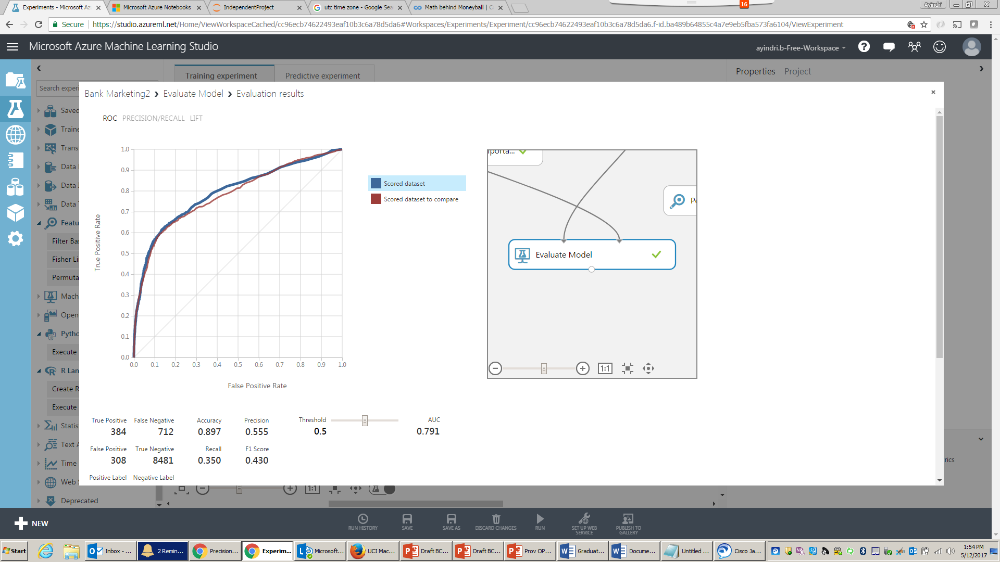 Experiments - Microsoft Az
Microsoft Azure Notebooks
IndependentProject
utc time zone - Google Sea
Math behind Moneyball | C
16
Ayindri
Secure
https://studio.azureml.net/Home/ViewWorkspaceCached/cc96ecb74622493eaf10b3c6a78d5da6#Workspaces/Experiments/Experiment/cc96ecb74622493eaf10b3c6a78d5da6.f-id.ba489b64855c4a7e9eb5fba573fa6104/ViewExperiment
Microsoft Azure Machine Learning Studio
ayindri.b-Free-Workspace
Training experiment
Predictive experiment
Properties
Project
Search experi
Bank Marketing2 › Evaluate Model › Evaluation results
ROC PRECISION/RECALL LIFT
Saved
Traine
Transf
Data
Data I
Data T
Featu
Filter Bas
Fisher Li
Permuta
Mach
Open
Pytho
Execute
R Lan
Create R
Execute
Statis
Text A
Time
Web S
Deprecated
1.0
0.9
0.8
0.7
0.6
0.5
0.4
0.3
0.2
0.1
0.0
0.0 0.1 0.2 0.3 0.4 0.5 0.6 0.7 0.8 0.9 1.0
True Positive Rate
False Positive Rate
Scored dataset
Scored dataset to compare
iporta...
Pe
Evaluate Model
1:1
True Positive False Negative Accuracy Precision Threshold AUC
384 712 0.897 0.555 0.5 0.791
False Positive True Negative Recall F1 Score
308 8481 0.350 0.430
Positive Label Negative Label
trics
1:1
NEW
RUN HISTORY
SAVE
SAVE AS
DISCARD CHANGES
RUN
SET UP WEB SERVICE
PUBLISH TO GALLERY
Start
Inbox - ...
2 Remin...
Precision...
Experim...
Microsoft...
UCI Mac...
Draft BC...
Draft BC...
Prov OP...
Graduat...
Docume...
Untitled ...
Cisco Ja...
1:54 PM
5/12/2017